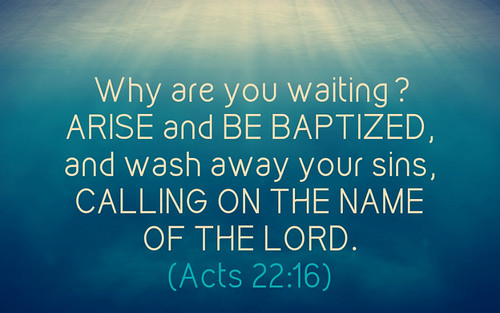 Why are you waiting?
ARISE and BE BAPTIZED,
and wash away your sins,
CALLING ON THE NAME
OF THE LORD.
(Acts 22:16)